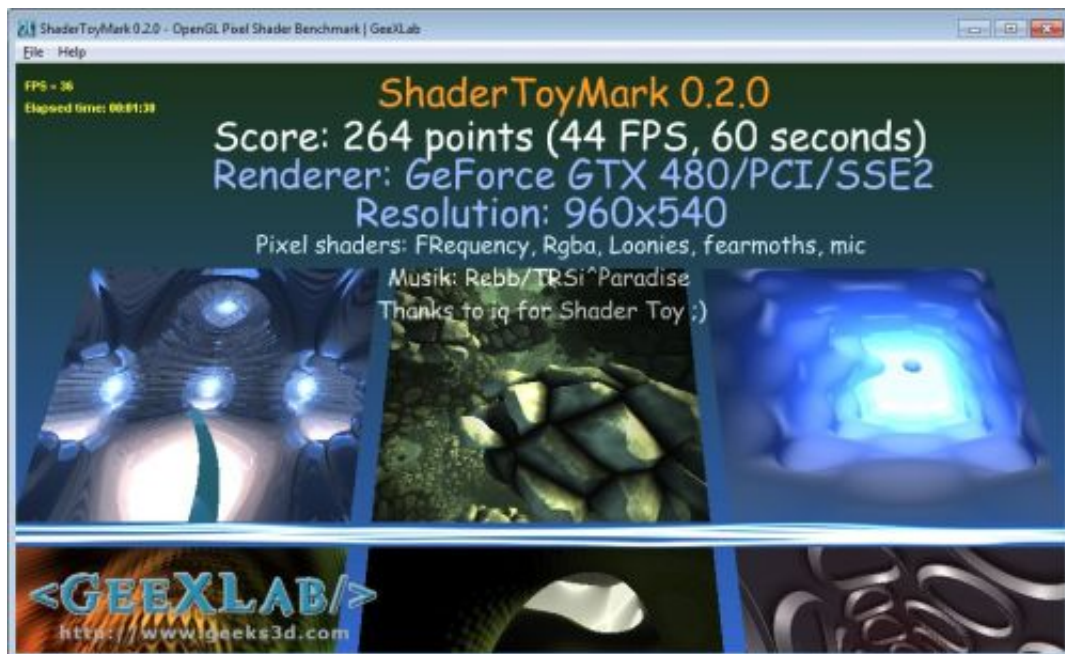 ShaderToyMark 0.2.0 - OpenGL Pixel Shader Benchmark | GeeXLab
File Help
FPS = 36
Elapsed time: 00:01:30
ShaderToyMark 0.2.0
Score: 264 points (44 FPS, 60 seconds)
Renderer: GeForce GTX 480/PCI/SSE2
Resolution: 960x540
Pixel shaders: FRequency, Rgba, Loonies, fearmoths, mic
Musik: Rebb/TRSi^Paradise
Thanks to iq for Shader Toy ;)
<GEEXLAB/>
http://www.geeks3d.com